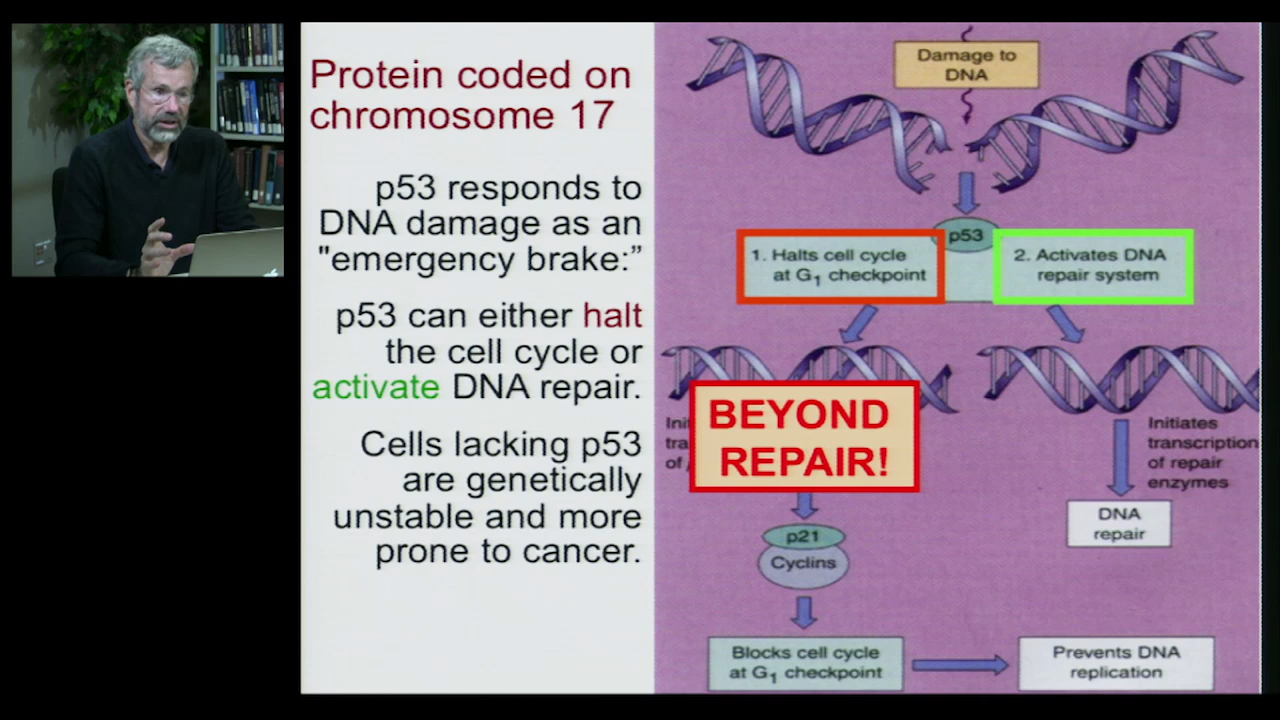 Protein coded on
chromosome 17
p53 responds to
DNA damage as an
"emergency brake:”
p53 can either halt
the cell cycle or
activate DNA repair.
Cells lacking p53
are genetically
unstable and more
prone to cancer.
Damage to
DNA
p53
1. Halts cell cycle
at G1 checkpoint
2. Activates DNA
repair system
BEYOND
REPAIR!
Initiates
transcription
of repair
enzymes
DNA
repair
p21
Cyclins
Blocks cell cycle
at G1 checkpoint
Prevents DNA
replication